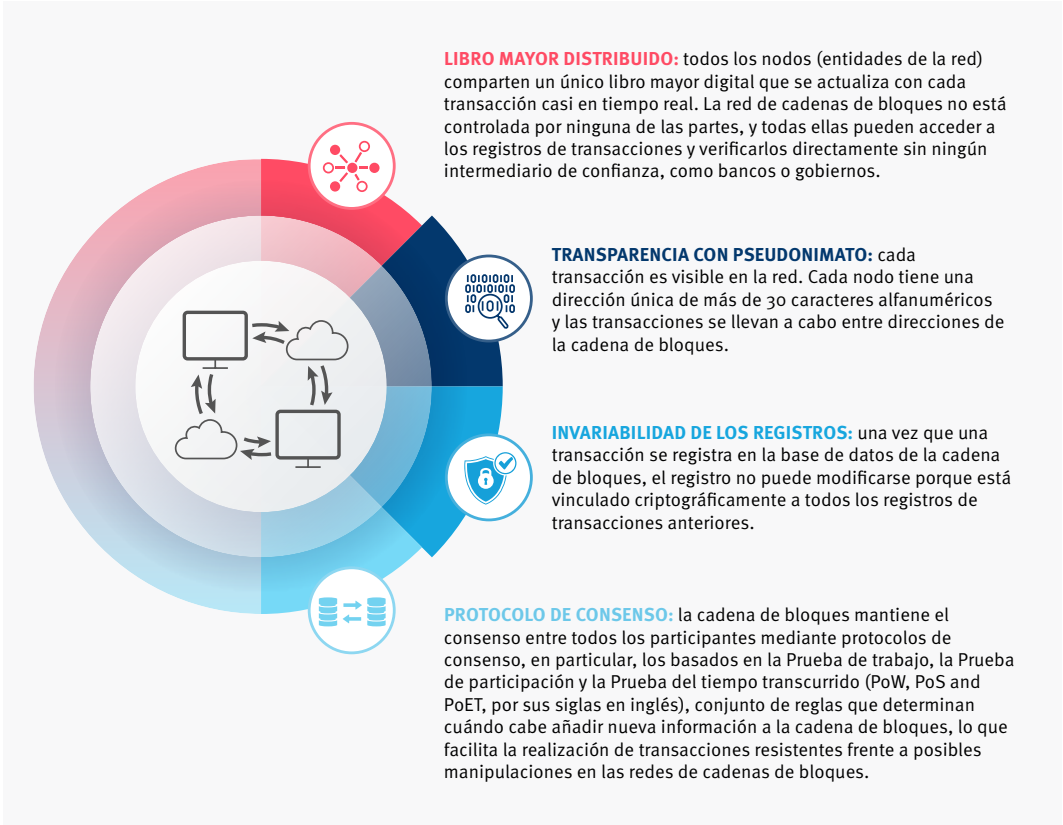 LIBRO MAYOR DISTRIBUIDO: todos los nodos (entidades de la red)
comparten un único libro mayor digital que se actualiza con cada
transacción casi en tiempo real. La red de cadenas de bloques no está
controlada por ninguna de las partes, y todas ellas pueden acceder a
los registros de transacciones y verificarlos directamente sin ningún
intermediario de confianza, como bancos o gobiernos.
10101010
01010101
TRANSPARENCIA CON PSEUDONIMATO: cada
transacción es visible en la red. Cada nodo tiene una
dirección única de más de 30 caracteres alfanuméricos
y las transacciones se llevan a cabo entre direcciones de
la cadena de bloques.
INVARIABILIDAD DE LOS REGISTROS: una vez que una
transacción se registra en la base de datos de la cadena
de bloques, el registro no puede modificarse porque está
vinculado criptográficamente a todos los registros de
transacciones anteriores.
PROTOCOLO DE CONSENSO: la cadena de bloques mantiene el
consenso entre todos los participantes mediante protocolos de
consenso, en particular, los basados en la Prueba de trabajo, la Prueba
de participación y la Prueba del tiempo transcurrido (PoW, PoS and
PoET, por sus siglas en inglés), conjunto de reglas que determinan
cuándo cabe añadir nueva información a la cadena de bloques, lo que
facilita la realización de transacciones resistentes frente a posibles
manipulaciones en las redes de cadenas de bloques.